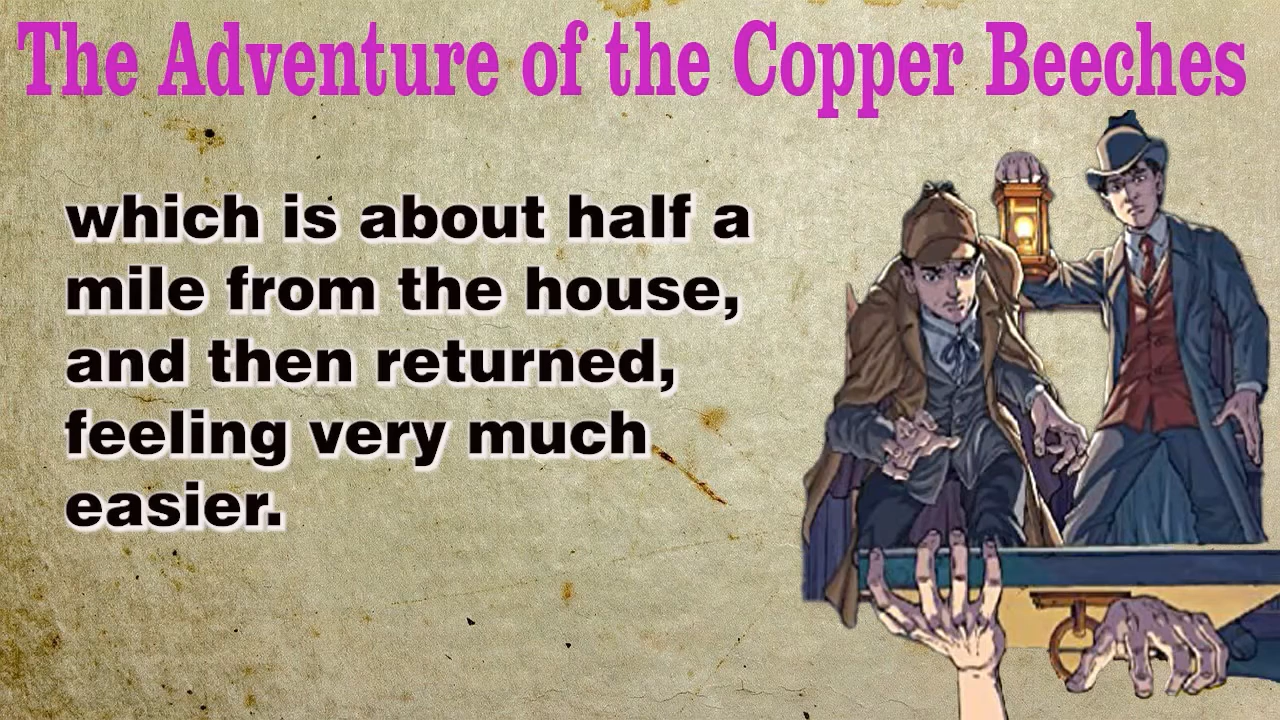 The Adventure of the Copper Beeches
which is about half a
mile from the house,
and then returned,
feeling very much
easier.